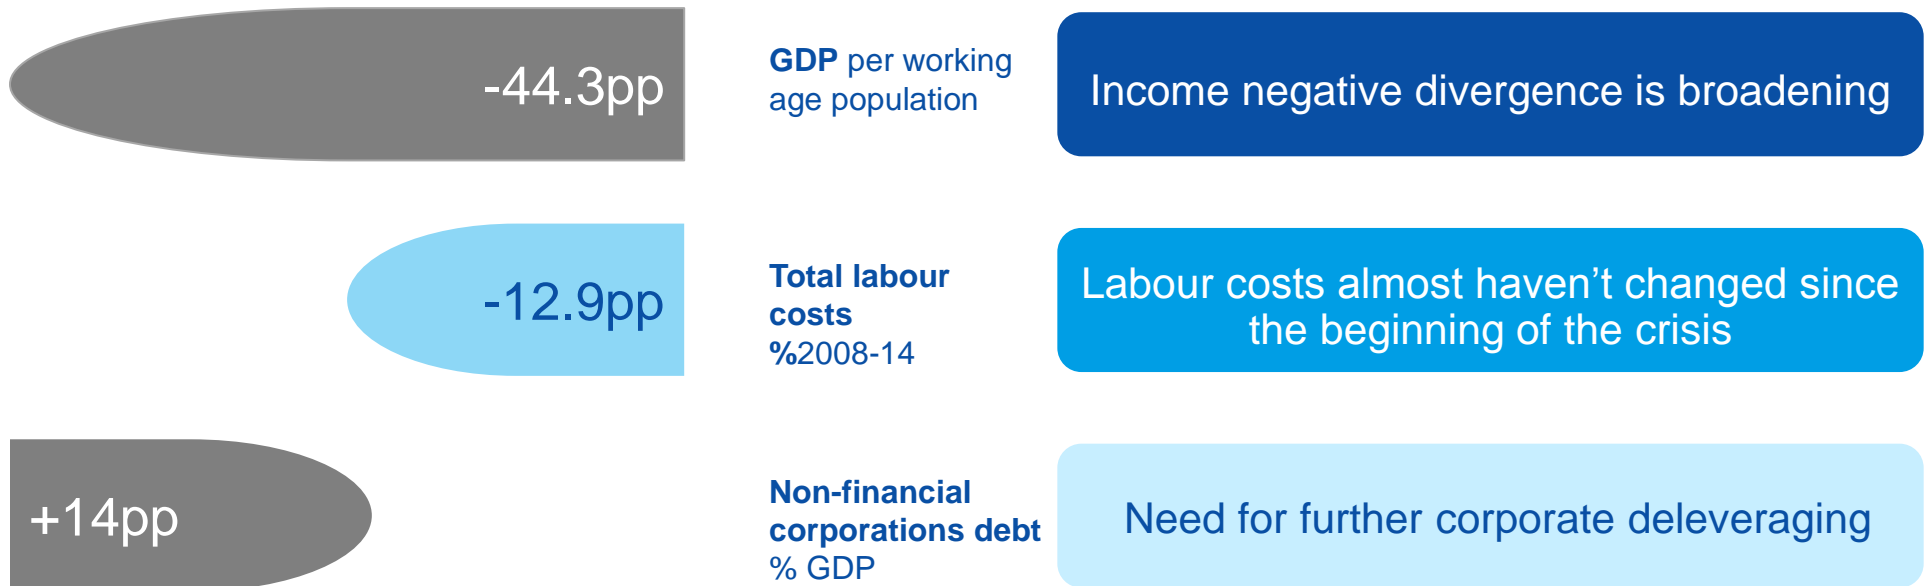 -44.3pp
GDP per working
age population
Income negative divergence is broadening
-12.9pp
Total labour
costs
%2008-14
Labour costs almost haven't changed since
the beginning of the crisis
+14pp
Non-financial
corporations debt
% GDP
Need for further corporate deleveraging